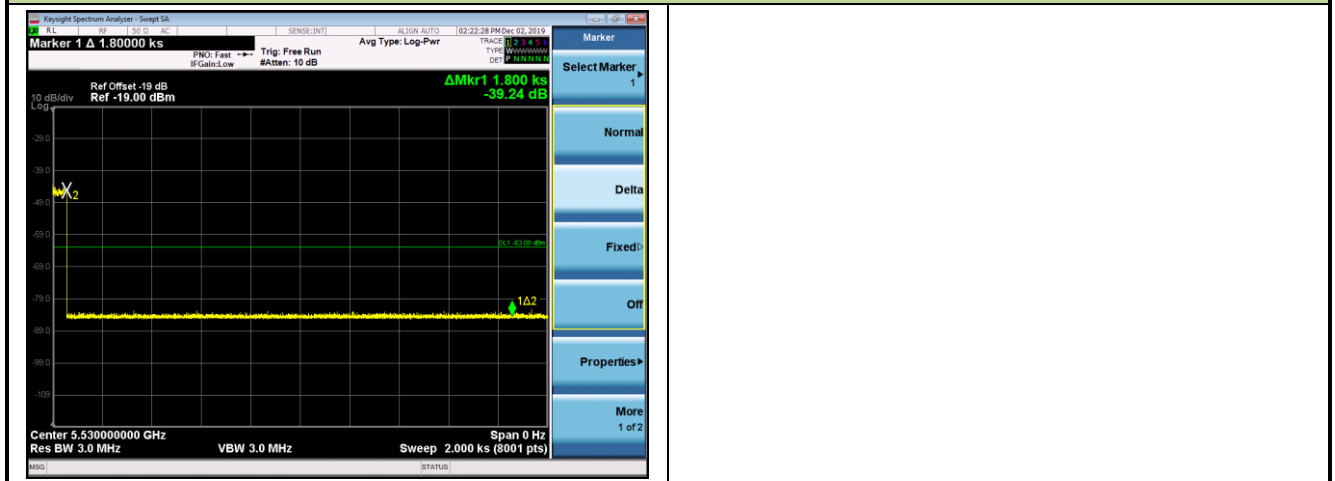 Keysight Spectrum Analyzer - Swept SA
RL RF 50 Ω AC SENSE:INT ALIGN AUTO 02:22:28 PM Dec 02, 2019
Marker 1 Δ 1.80000 ks
PNO: Fast
IFGain:Low
Trig: Free Run
#Atten: 10 dB
Avg Type: Log-Pwr
TRACE 1 2 3 4 5 6
TYPE WWWWWW
DET P N N N N N
Ref Offset -19 dB
10 dB/div Ref -19.00 dBm
Log
ΔMkr1 1.800 ks
-39.24 dB
-29.0
-39.0
2
-49.0
-59.0
DL1 -63.00 dBm
-69.0
-79.0
1Δ2
-89.0
-99.0
-109
Center 5.530000000 GHz
Span 0 Hz
Res BW 3.0 MHz
VBW 3.0 MHz
Sweep 2.000 ks (8001 pts)
MSG
STATUS
Marker
Select Marker
1
Normal
Delta
Fixed
Off
Properties
More
1 of 2